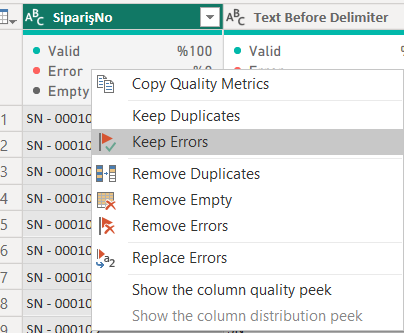 ABC SiparişNo
ABC Text Before Delimiter
Valid %100
Valid
Error
Empty
Copy Quality Metrics
Keep Duplicates
Keep Errors
Remove Duplicates
Remove Empty
Remove Errors
Replace Errors
Show the column quality peek
Show the column distribution peek
1 SN - 00010
2 SN - 00010
3 SN - 00010
4 SN - 00010
5 SN - 00010
6 SN - 00010
7 SN - 00010
8 SN - 00010
9 SN - 00010